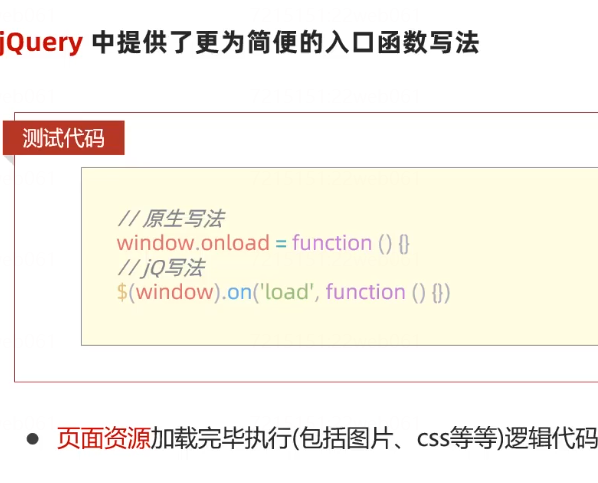 jQuery 中提供了更为简便的入口函数写法
测试代码
// 原生写法
window.onload = function () {}
// jQ写法
$(window).on('load', function () {})
● 页面资源加载完毕执行(包括图片、css等等)逻辑代码